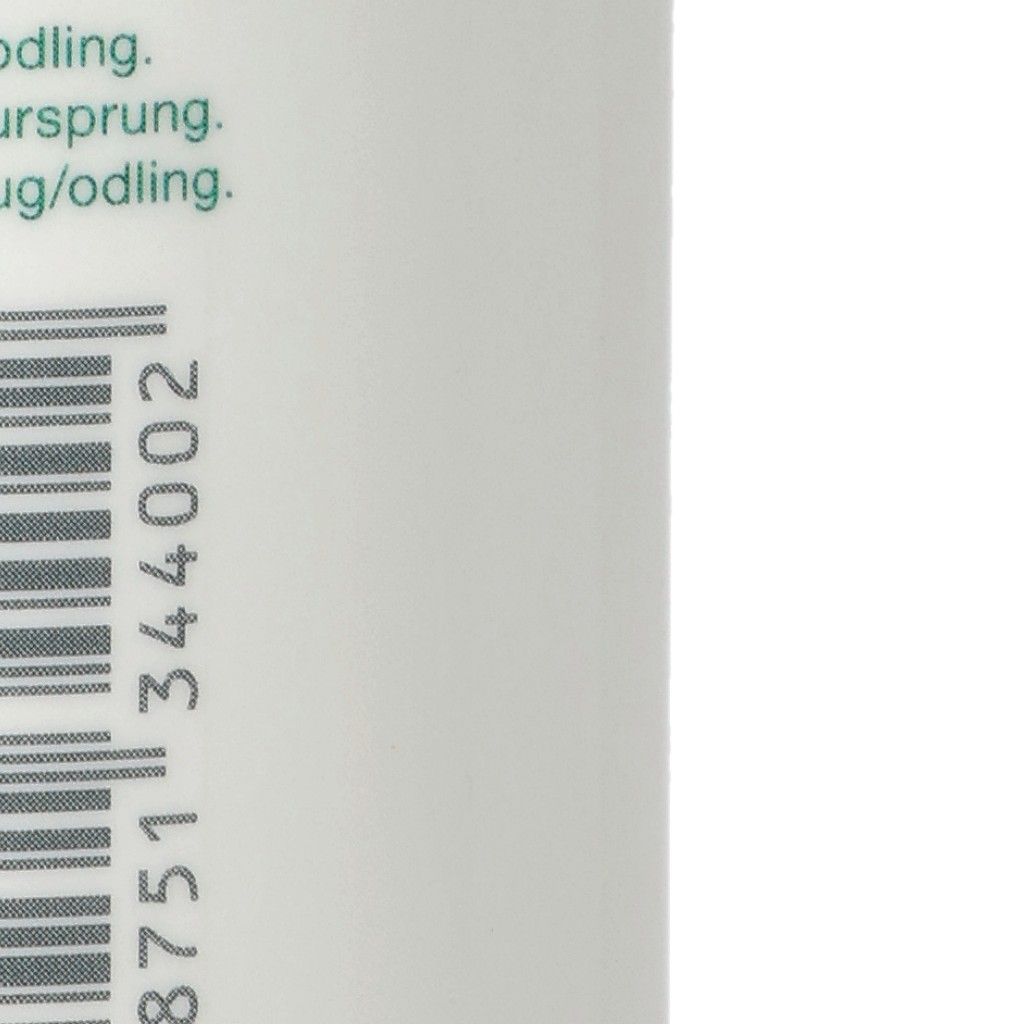 odling.
ursprung.
ug/odling.
8751 344002